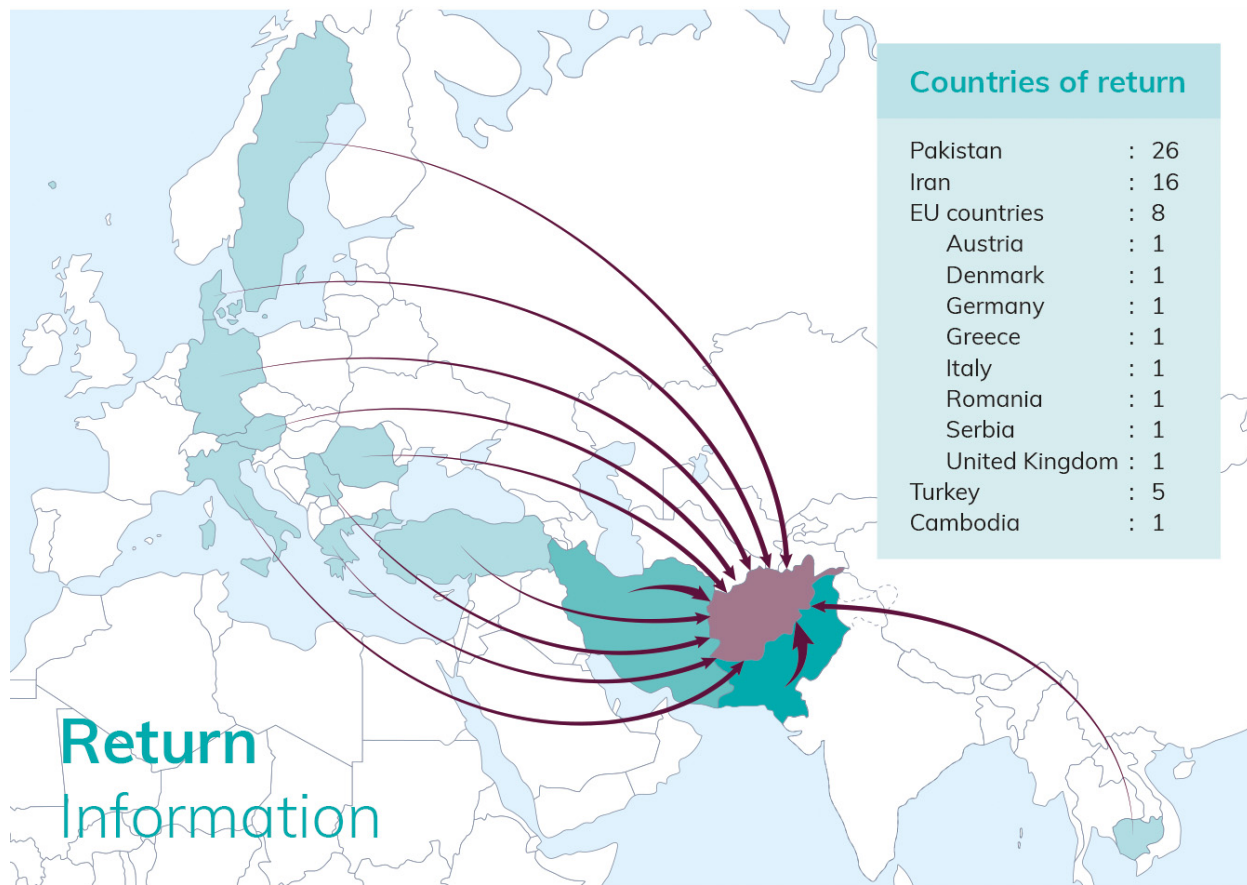 Countries of return
Pakistan : 26
Iran : 16
EU countries : 8
Austria : 1
Denmark : 1
Germany : 1
Greece : 1
Italy : 1
Romania : 1
Serbia : 1
United Kingdom : 1
Turkey : 5
Cambodia : 1
Return
Information